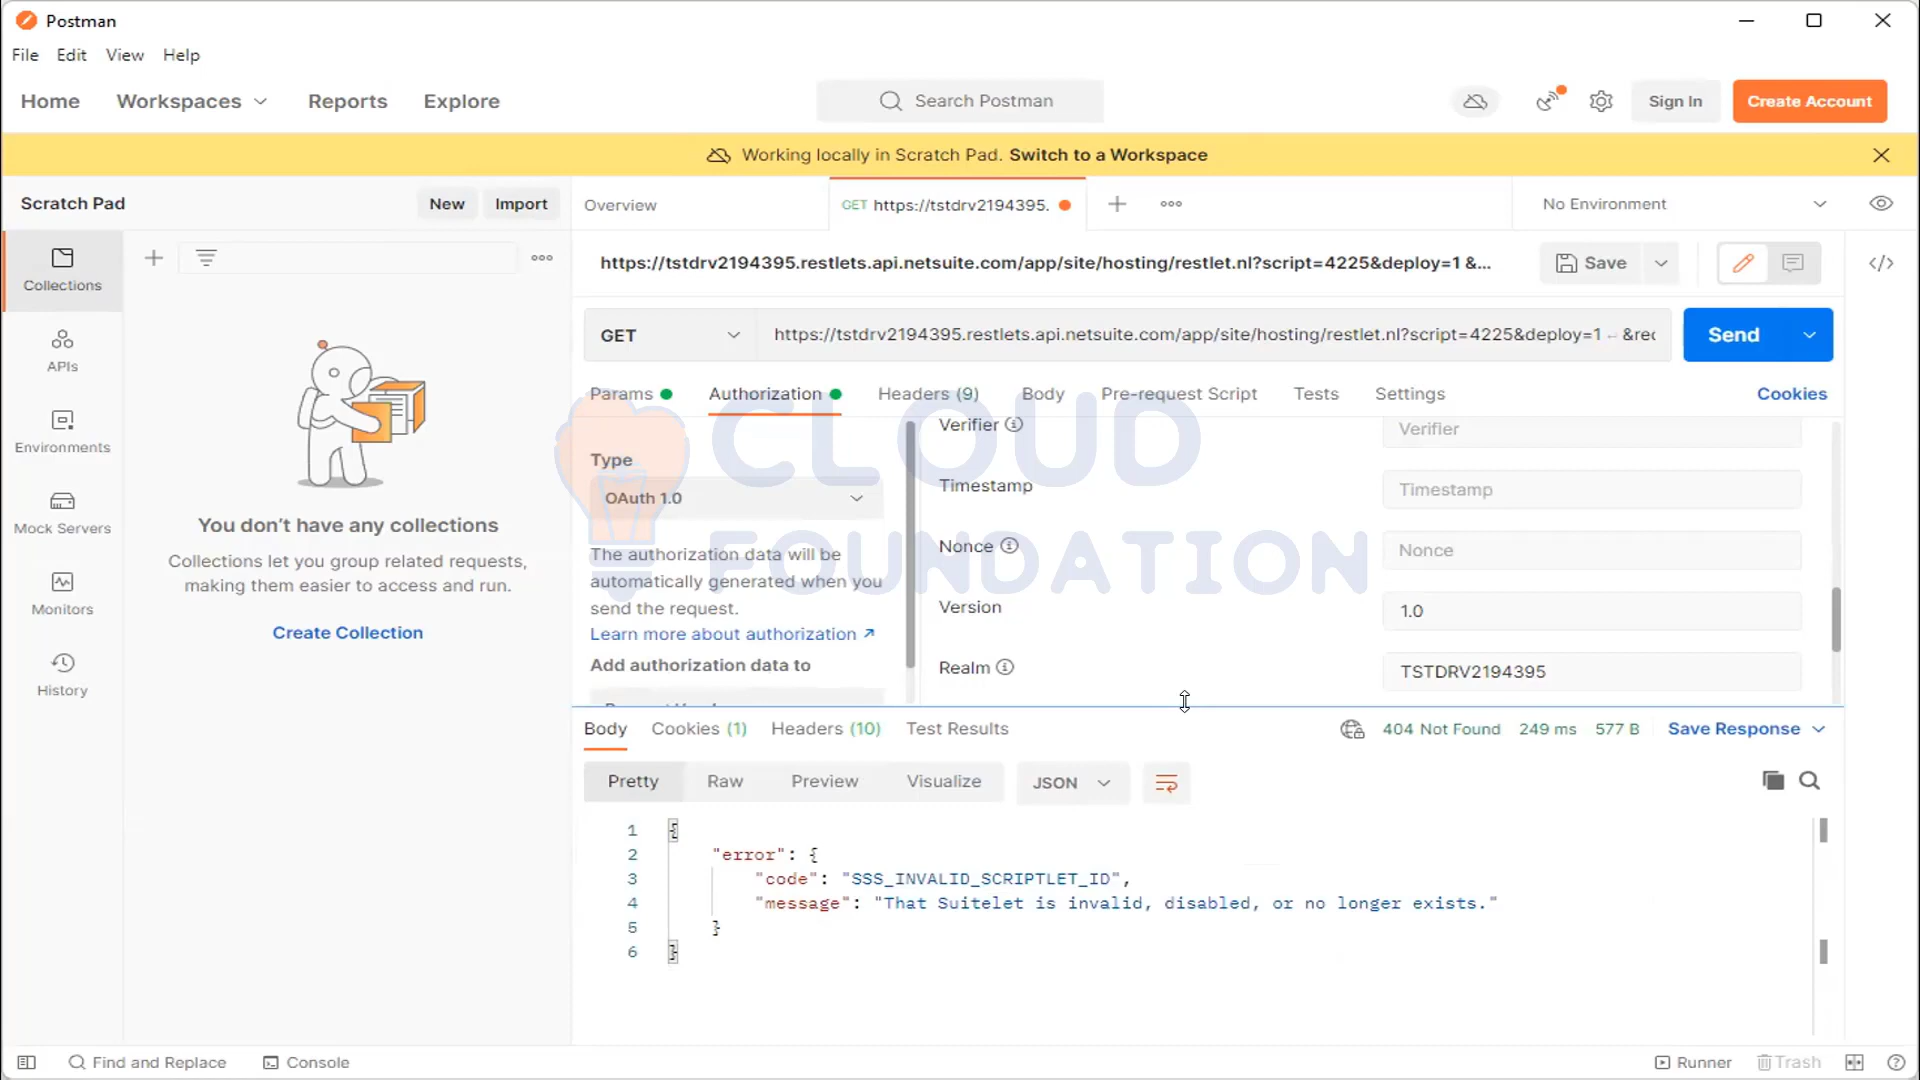 Postman
File Edit View Help
Home Workspaces Reports Explore Search Postman Sign In Create Account
Working locally in Scratch Pad. Switch to a Workspace
Scratch Pad New Import Overview GET https://tstdrv2194395. No Environment
https://tstdrv2194395.restlets.api.netsuite.com/app/site/hosting/restlet.nl?script=4225&deploy=1 &... Save
Collections
GET https://tstdrv2194395.restlets.api.netsuite.com/app/site/hosting/restlet.nl?script=4225&deploy=1 &rec Send
APIs
Params Authorization Headers (9) Body Pre-request Script Tests Settings Cookies
Environments
Mock Servers
Monitors
History
You don't have any collections
Collections let you group related requests,
making them easier to access and run.
Create Collection
Type
OAuth 1.0
The authorization data will be
automatically generated when you
send the request.
Learn more about authorization
Add authorization data to
CLOUD
FOUNDATION
Verifier Verifier
Timestamp Timestamp
Nonce Nonce
Version 1.0
Realm TSTDRV2194395
Body Cookies (1) Headers (10) Test Results 404 Not Found 249 ms 577 B Save Response
Pretty Raw Preview Visualize JSON
1 {
2 "error": {
3 "code": "SSS_INVALID_SCRIPTLET_ID",
4 "message": "That Suitelet is invalid, disabled, or no longer exists."
5 }
6 }
Find and Replace Console Runner Trash